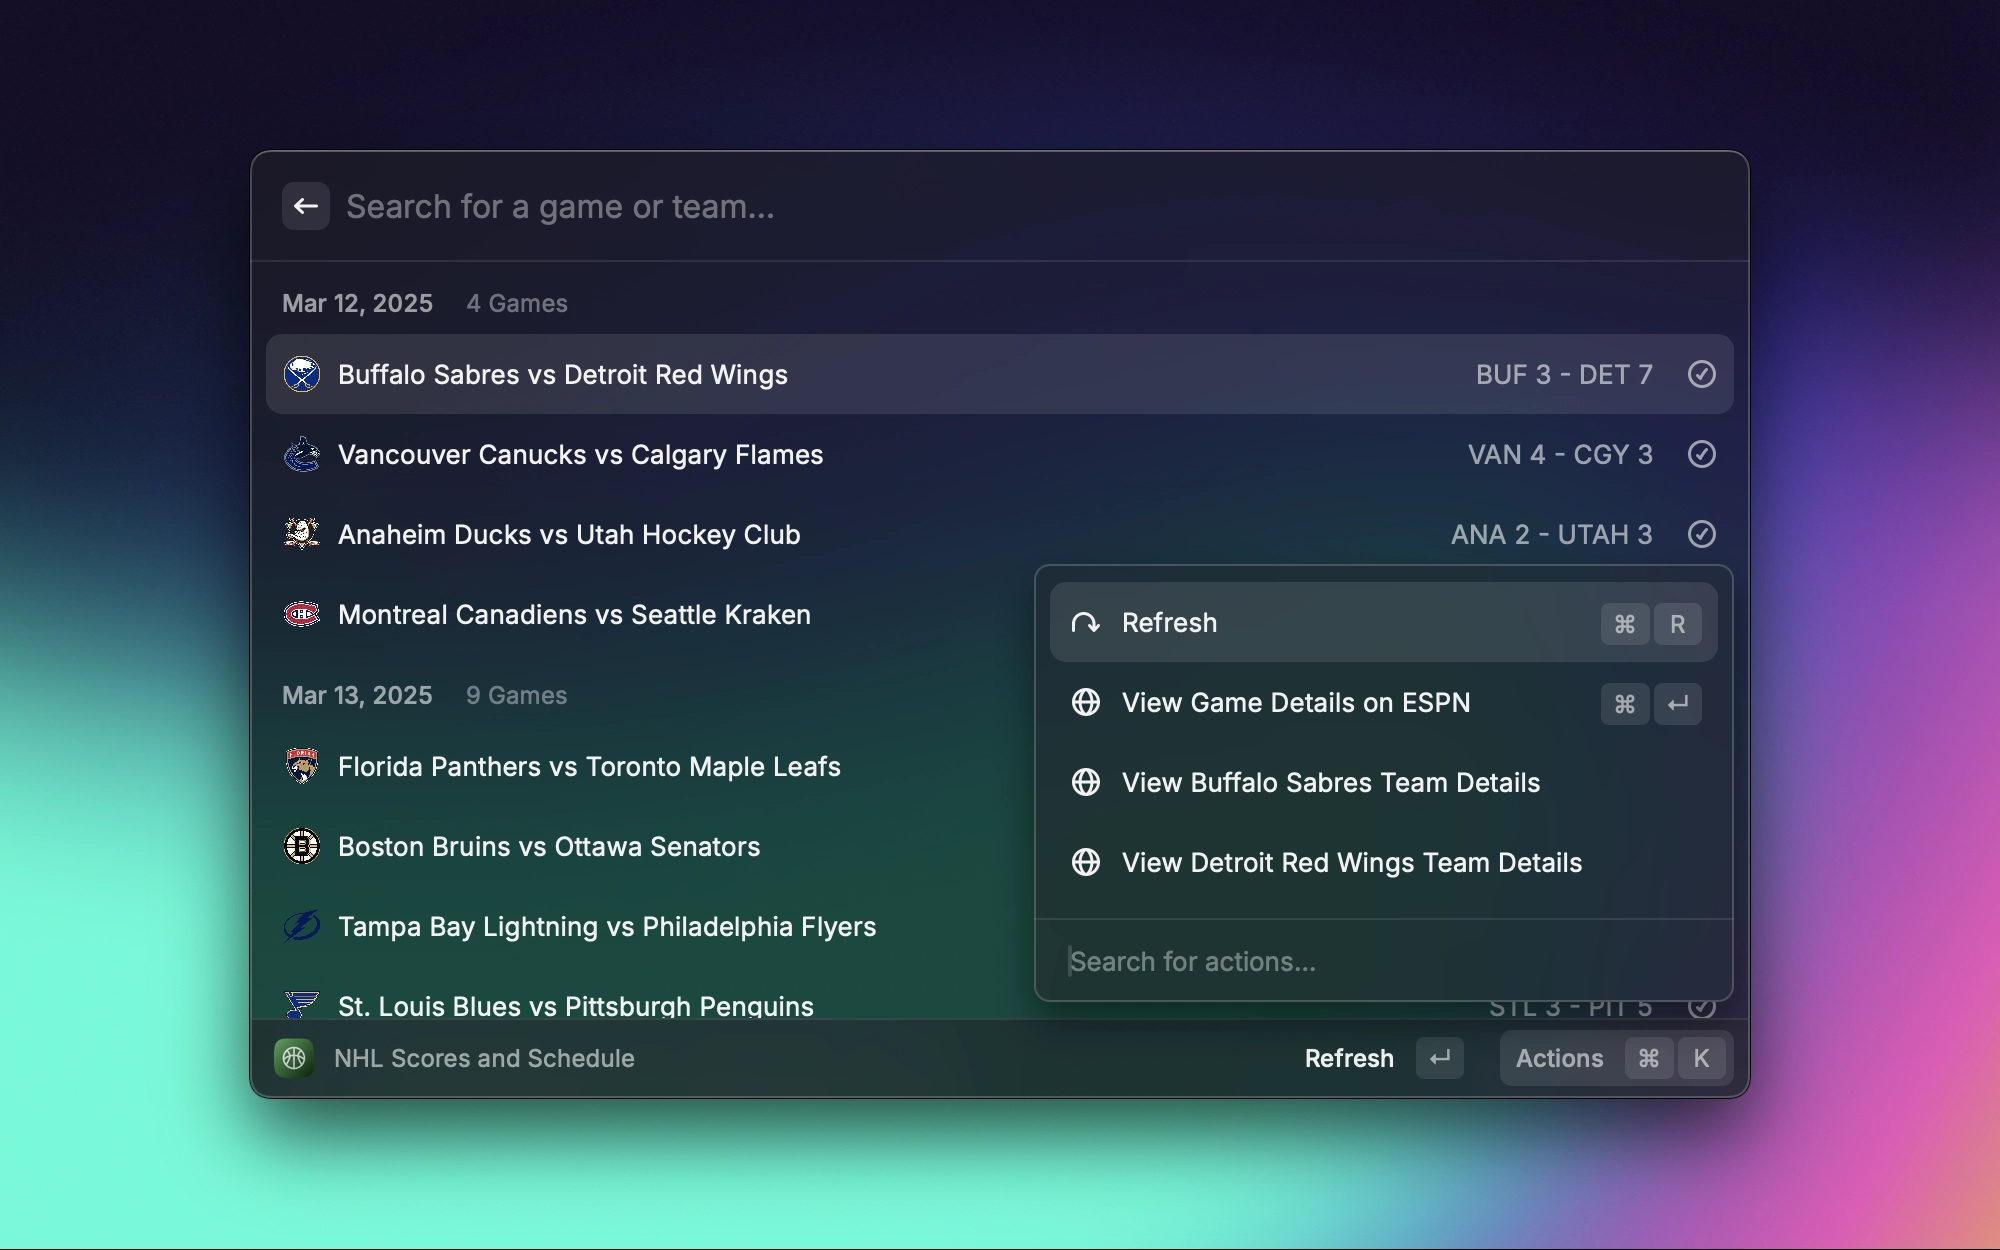 Search for a game or team...
Mar 12, 2025 4 Games
Buffalo Sabres vs Detroit Red Wings BUF 3 - DET 7
Vancouver Canucks vs Calgary Flames VAN 4 - CGY 3
Anaheim Ducks vs Utah Hockey Club ANA 2 - UTAH 3
Montreal Canadiens vs Seattle Kraken
Mar 13, 2025 9 Games
Florida Panthers vs Toronto Maple Leafs
Boston Bruins vs Ottawa Senators
Tampa Bay Lightning vs Philadelphia Flyers
St. Louis Blues vs Pittsburgh Penguins STL 3 - PIT 5
Refresh ⌘ R
View Game Details on ESPN ⌘ ↵
View Buffalo Sabres Team Details
View Detroit Red Wings Team Details
Search for actions...
NHL Scores and Schedule Refresh ↵ Actions ⌘ K